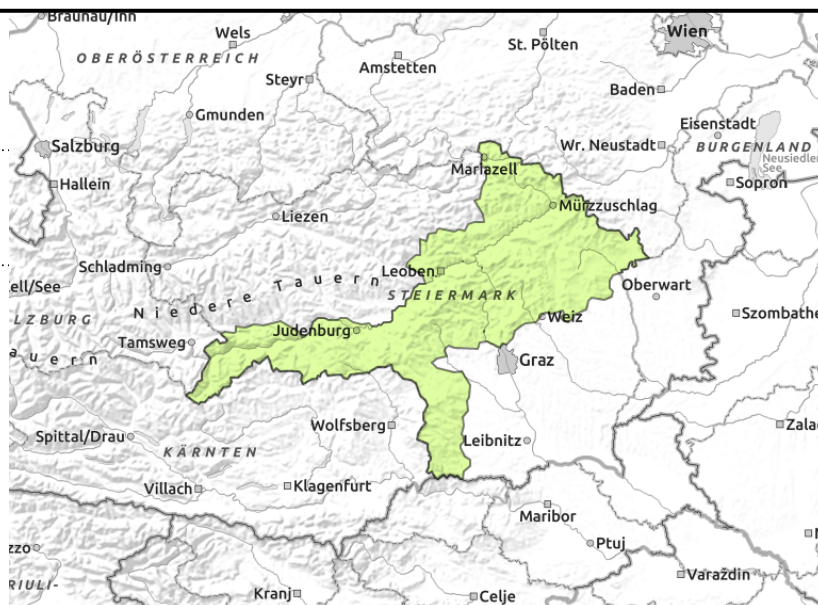 Braunau/Inn
Wels
Wien
OBERÖSTERREICH
St. Pölten
Amstetten
Steyr
Baden
Gmunden
Eisenstadt
Salzburg
Wr. Neustadt
BURGENLAND
Mariazell
Neusiedler
See
Hallein
Sopron
Mürzzuschlag
Liezen
Schladming
Leoben
Niedere Tauern
STEIERMARK
Oberwart
ell/See
LZBURG
Judenburg
Weiz
Szombathe
Tamsweg
auern
Graz
Wolfsberg
Spittal/Drau
Leibnitz
Zala
KÄRNTEN
Villach
Klagenfurt
Maribor
zzo
Ptuj
RIULI-
Varaždin
Kranj
Celje